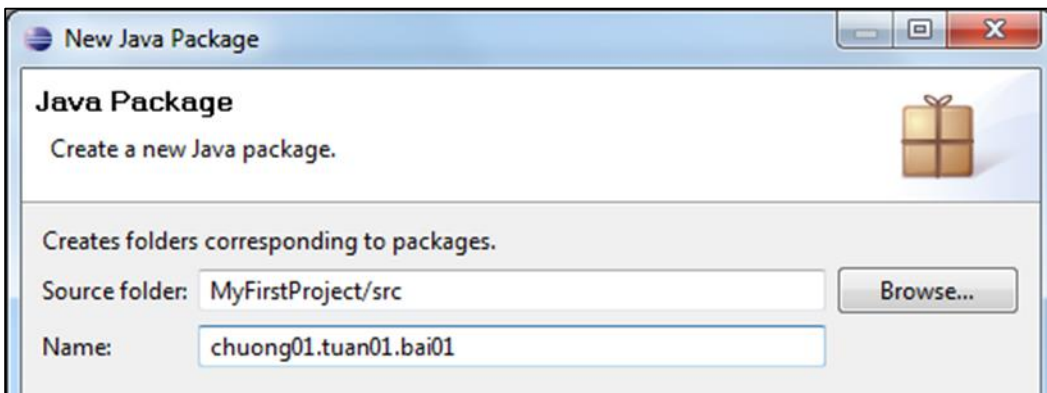 New Java Package
Java Package
Create a new Java package.
Creates folders corresponding to packages.
Source folder: MyFirstProject/src Browse...
Name: chuong01.tuan01.bai01